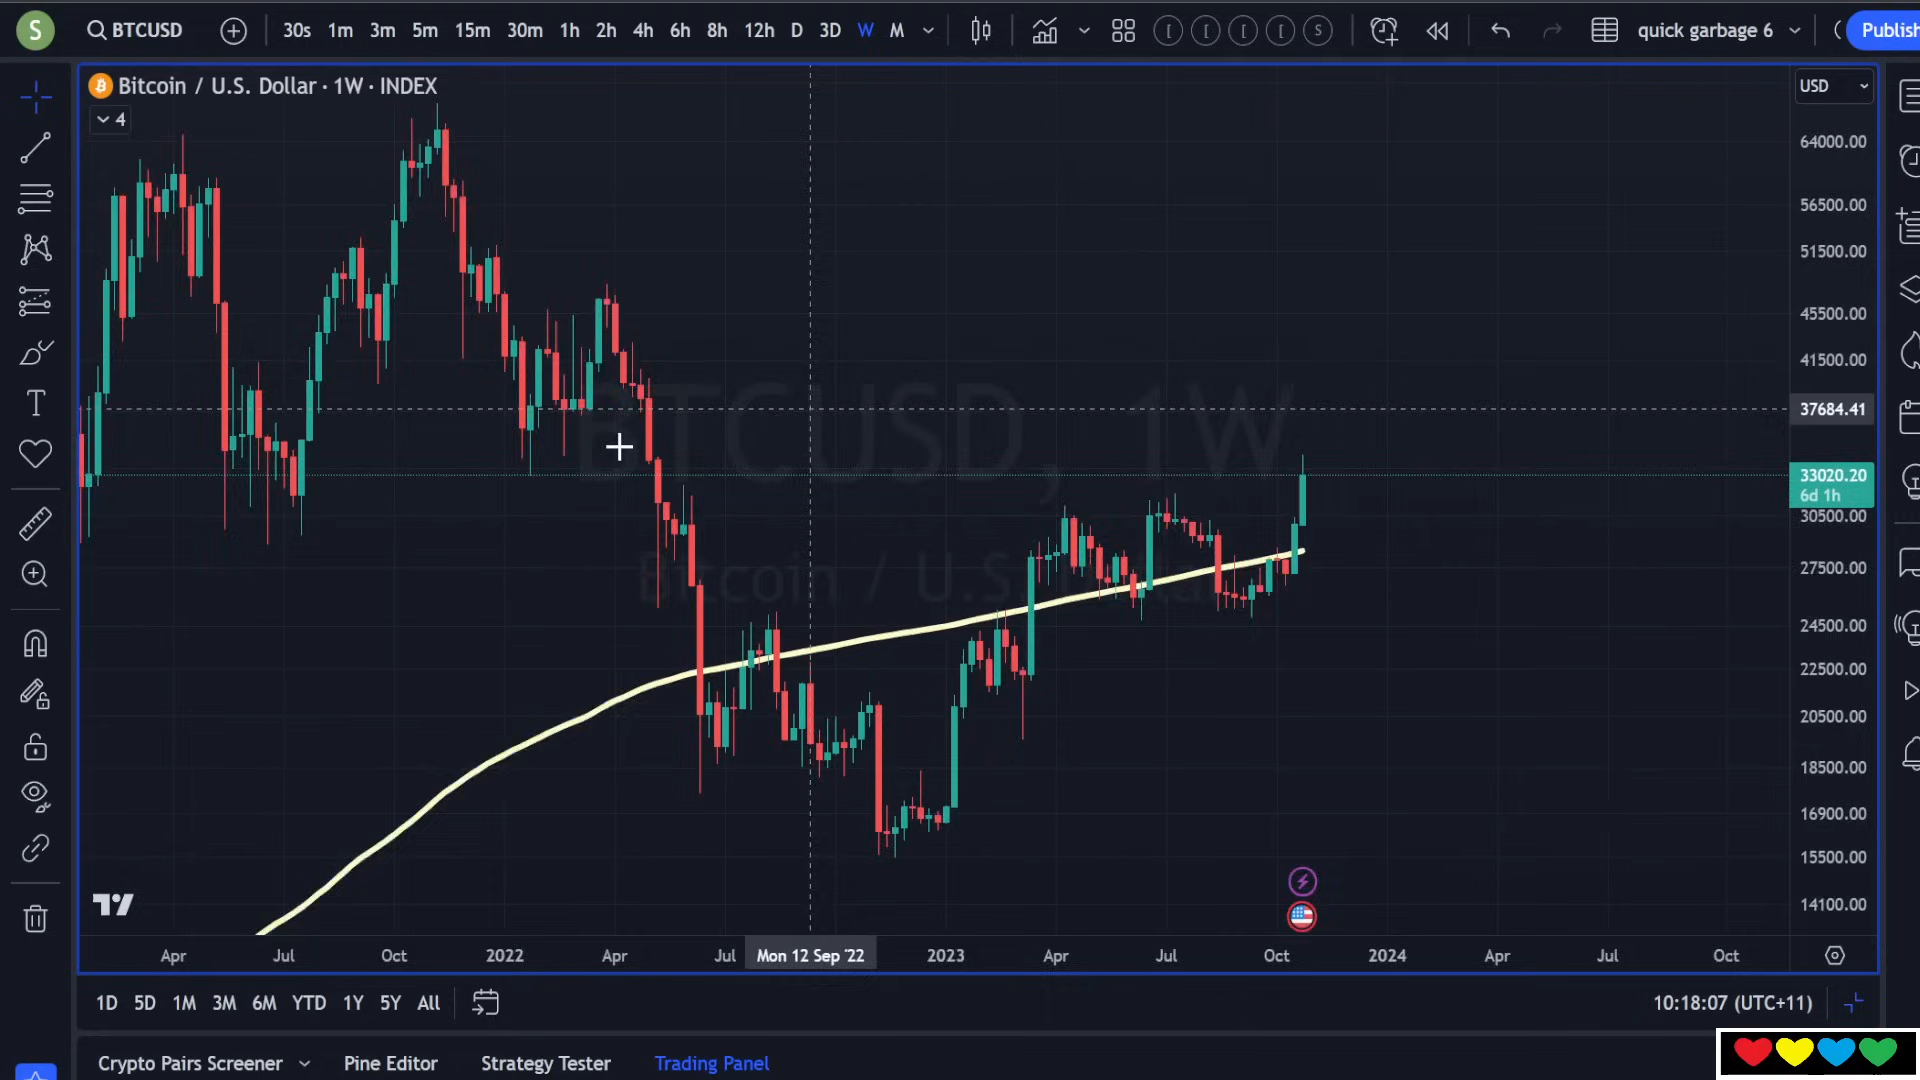 S
BTCUSD
30s 1m 3m 5m 15m 30m 1h 2h 4h 6h 8h 12h D 3D W M
[ [ [ [ S
quick garbage 6
Publish
Bitcoin / U.S. Dollar · 1W · INDEX
4
USD
64000.00
56500.00
51500.00
45500.00
41500.00
37684.41
33020.20
6d 1h
30500.00
27500.00
24500.00
22500.00
20500.00
18500.00
16900.00
15500.00
14100.00
BTCUSD, 1W
Bitcoin / U.S. Dollar
Apr Jul Oct 2022 Apr Jul Mon 12 Sep '22 2023 Apr Jul Oct 2024 Apr Jul Oct
1D 5D 1M 3M 6M YTD 1Y 5Y All
10:18:07 (UTC+11)
Crypto Pairs Screener Pine Editor Strategy Tester Trading Panel